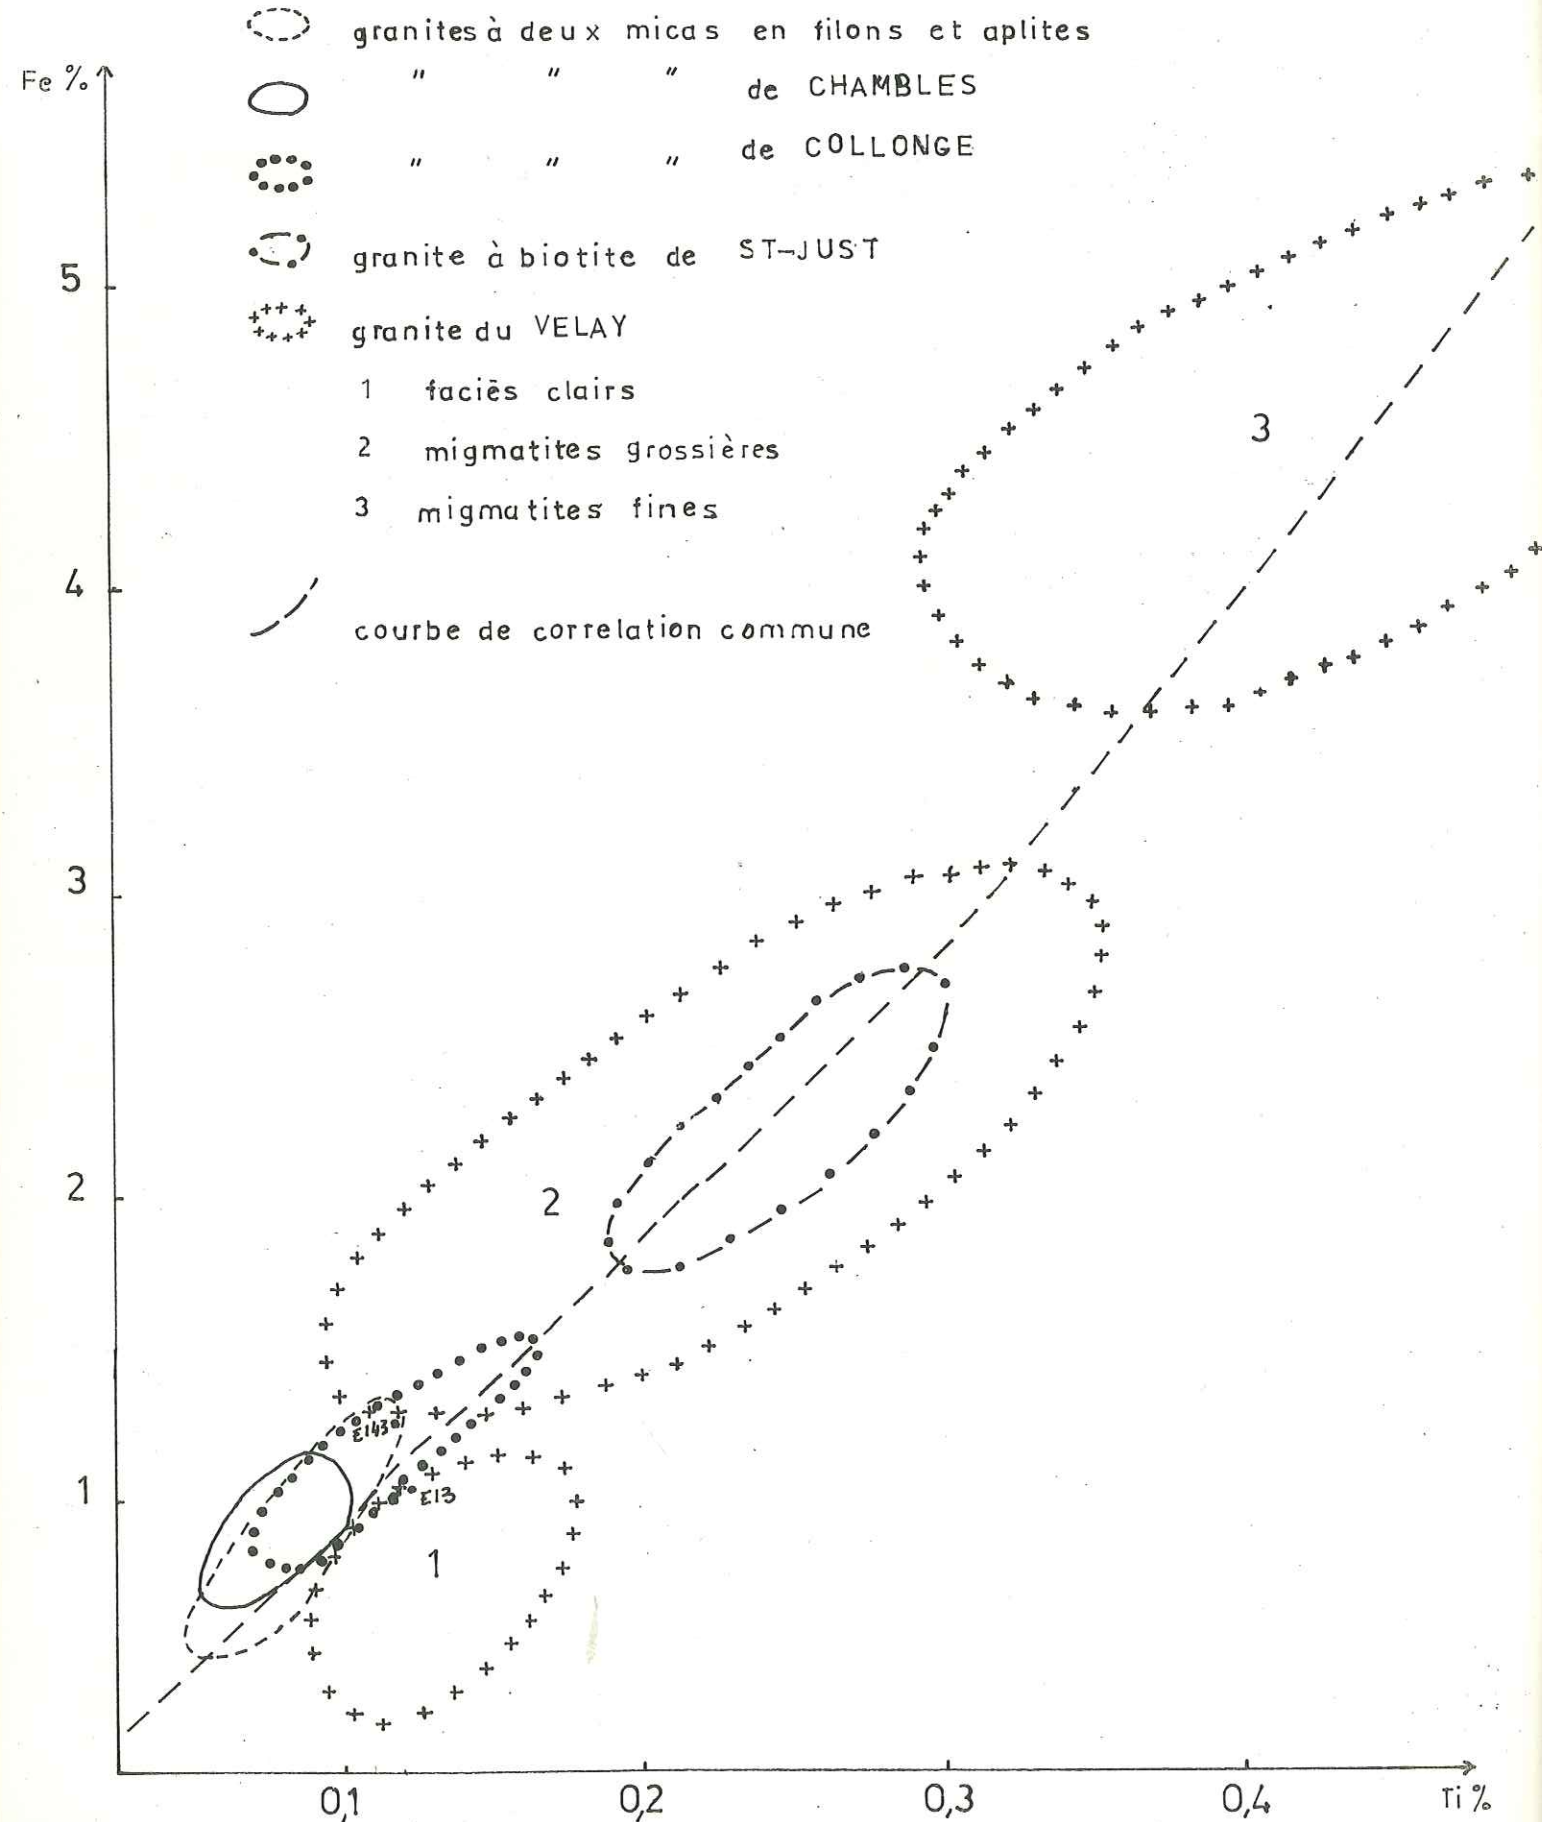 granites à deux micas en filons et aplites
Fe %
" " " de CHAMBLES
" " " de COLLONGE
granite à biotite de ST-JUST
granite du VELAY
1 faciès clairs
2 migmatites grossières
3 migmatites fines
courbe de correlation commune
5
4
3
2
1
3
2
1
E143
E13
0,1 0,2 0,3 0,4 Ti %